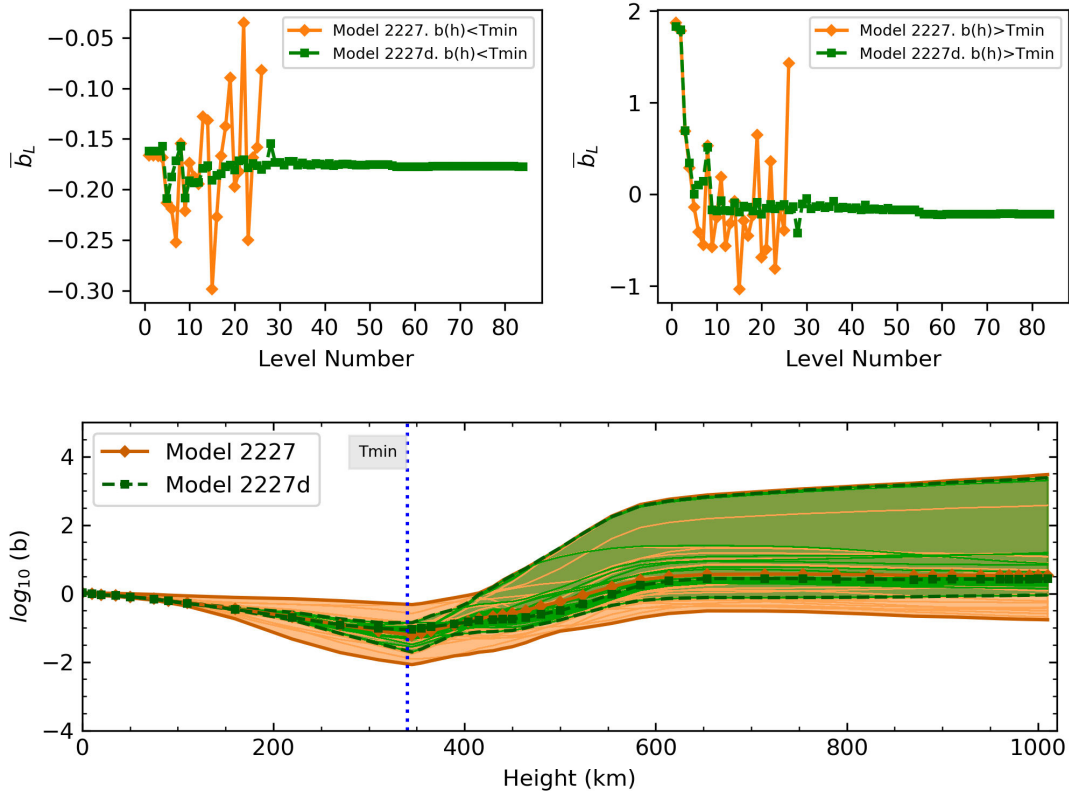 Model 2227. b(h)<Tmin
Model 2227d. b(h)<Tmin
−0.05
−0.10
−0.15
−0.20
−0.25
−0.30
b̅_L
0 10 20 30 40 50 60 70 80
Level Number
Model 2227. b(h)>Tmin
Model 2227d. b(h)>Tmin
2
1
0
−1
b̅_L
0 10 20 30 40 50 60 70 80
Level Number
Model 2227
Model 2227d
Tmin
4
2
0
−2
−4
log₁₀ (b)
0 200 400 600 800 1000
Height (km)